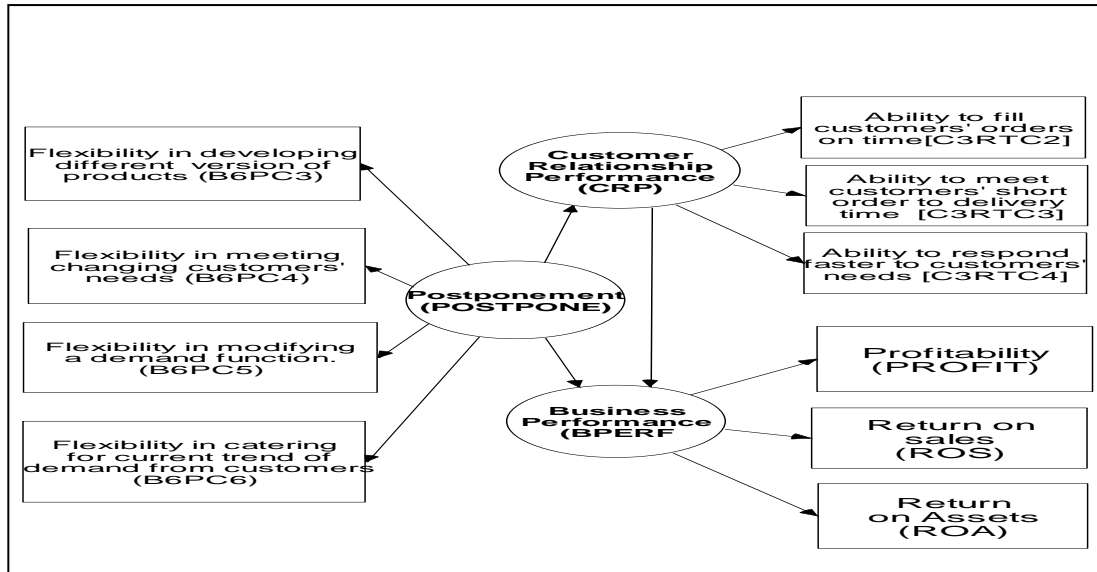 Flexibility in developing
different version of
products (B6PC3)
Flexibility in meeting
changing customers'
needs (B6PC4)
Flexibility in modifying
a demand function.
(B6PC5)
Flexibility in catering
for current trend of
demand from customers
(B6PC6)
Postponement
(POSTPONE)
Customer
Relationship
Performance
(CRP)
Business
Performance
(BPERF
Ability to fill
customers' orders
on time[C3RTC2]
Ability to meet
customers' short
order to delivery
time [C3RTC3]
Ability to respond
faster to customers'
needs [C3RTC4]
Profitability
(PROFIT)
Return on
sales
(ROS)
Return
on Assets
(ROA)